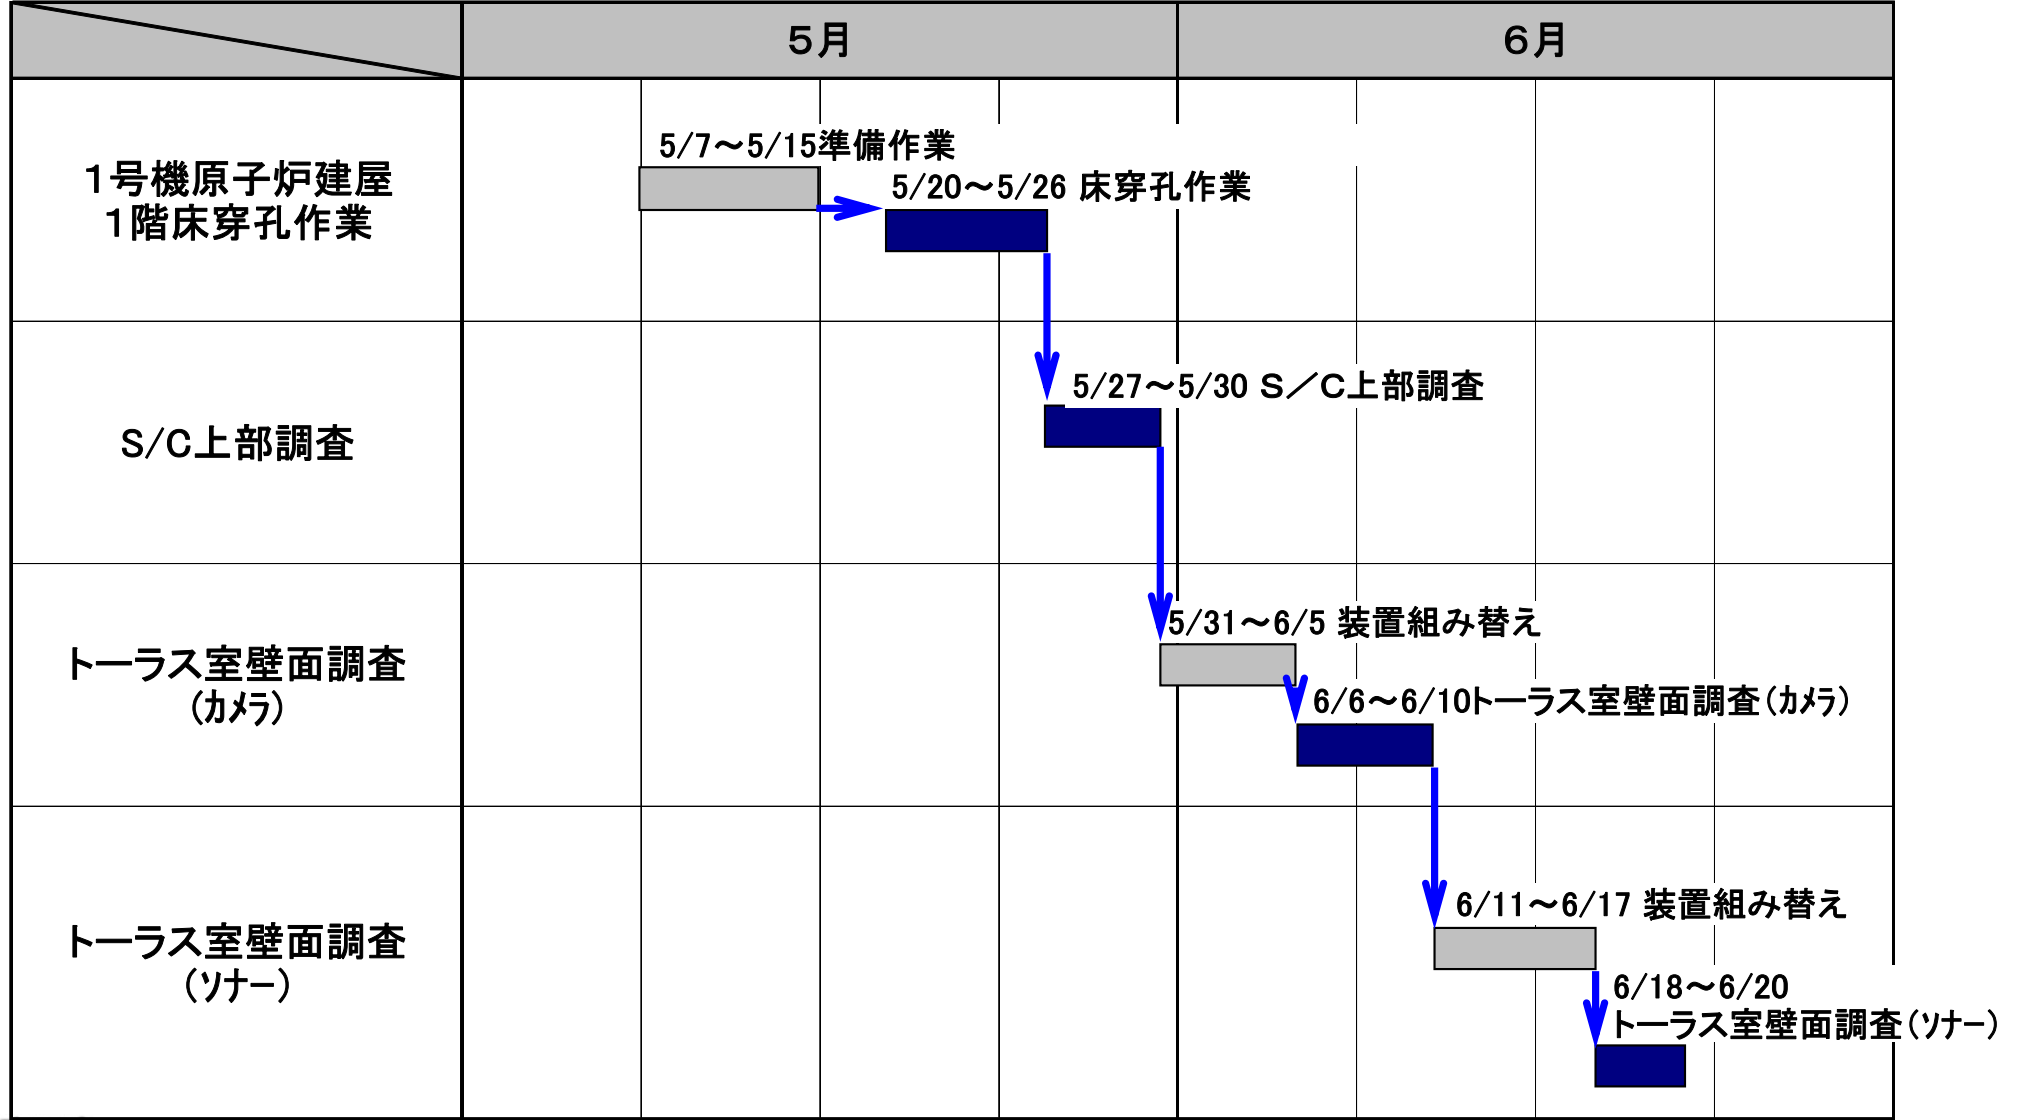 ５月
６月
１号機原子炉建屋
１階床穿孔作業
5/7～5/15準備作業
5/20～5/26 床穿孔作業
S/C上部調査
5/27～5/30 Ｓ／Ｃ上部調査
トーラス室壁面調査
(ｶﾒﾗ)
5/31～6/5 装置組み替え
6/6～6/10トーラス室壁面調査(ｶﾒﾗ)
トーラス室壁面調査
(ｿﾅｰ)
6/11～6/17 装置組み替え
6/18～6/20
トーラス室壁面調査(ｿﾅｰ)